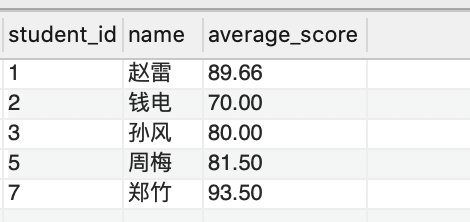 student_id name average_score
1 赵雷 89.66
2 钱电 70.00
3 孙风 80.00
5 周梅 81.50
7 郑竹 93.50